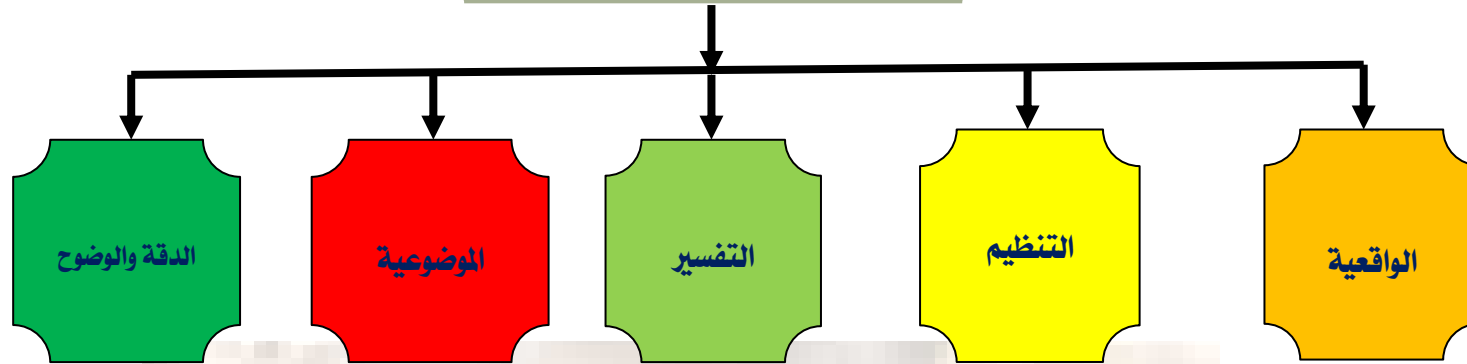 الواقعية
التنظيم
التفسير
الموضوعية
الدقة والوضوح